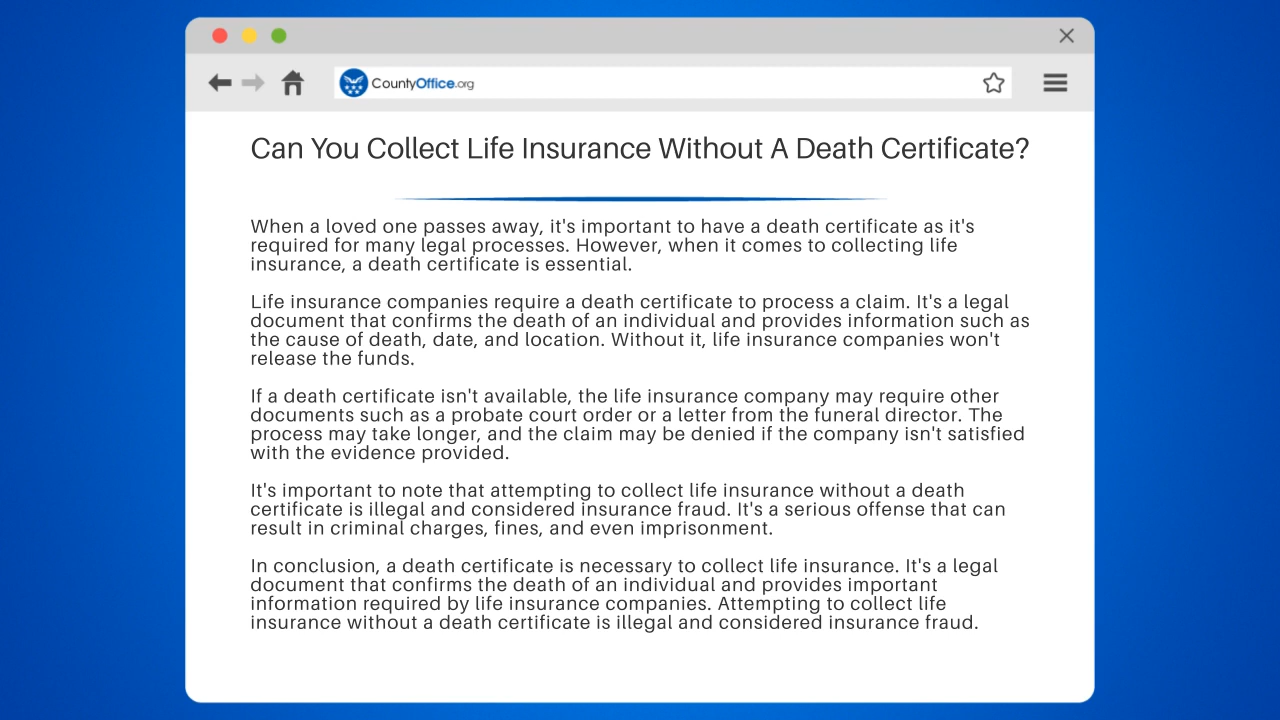 CountyOffice.org
Can You Collect Life Insurance Without A Death Certificate?
When a loved one passes away, it's important to have a death certificate as it's
required for many legal processes. However, when it comes to collecting life
insurance, a death certificate is essential.
Life insurance companies require a death certificate to process a claim. It's a legal
document that confirms the death of an individual and provides information such as
the cause of death, date, and location. Without it, life insurance companies won't
release the funds.
If a death certificate isn't available, the life insurance company may require other
documents such as a probate court order or a letter from the funeral director. The
process may take longer, and the claim may be denied if the company isn't satisfied
with the evidence provided.
It's important to note that attempting to collect life insurance without a death
certificate is illegal and considered insurance fraud. It's a serious offense that can
result in criminal charges, fines, and even imprisonment.
In conclusion, a death certificate is necessary to collect life insurance. It's a legal
document that confirms the death of an individual and provides important
information required by life insurance companies. Attempting to collect life
insurance without a death certificate is illegal and considered insurance fraud.